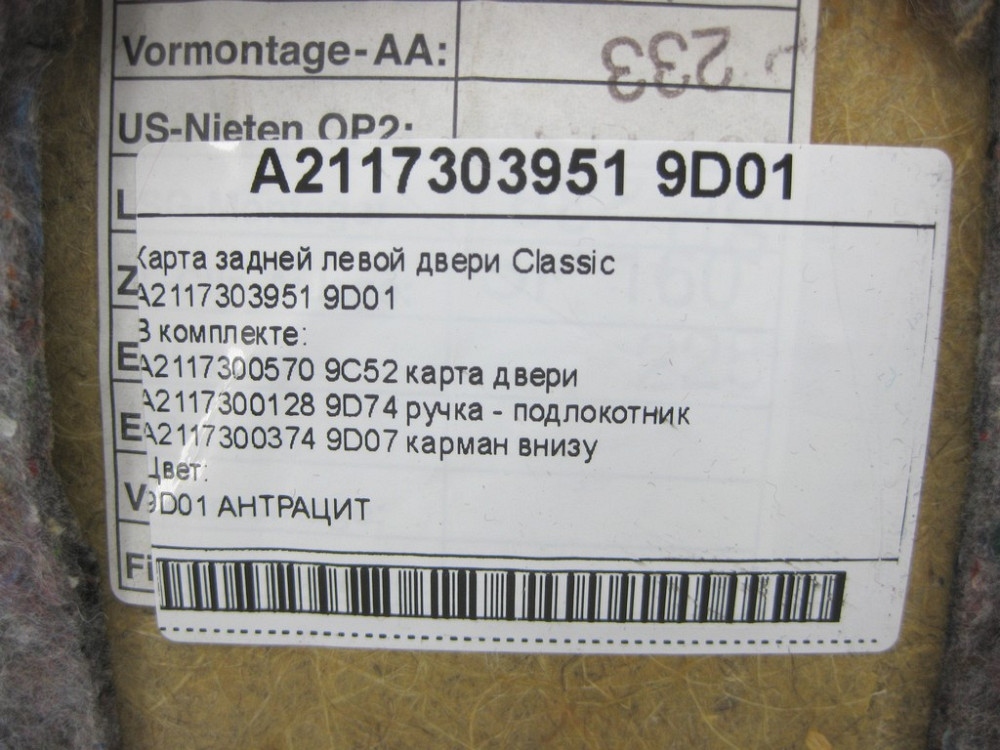 Vormontage-AA:
233
US-Nieten OP2:
A2117303951 9D01
L
Карта задней левой двери Classic
Z
A2117303951 9D01
В комплекте:
E
A2117300570 9C52 карта двери
A2117300128 9D74 ручка - подлокотник
E
A2117300374 9D07 карман внизу
Цвет:
V
9D01 АНТРАЦИТ
Fi